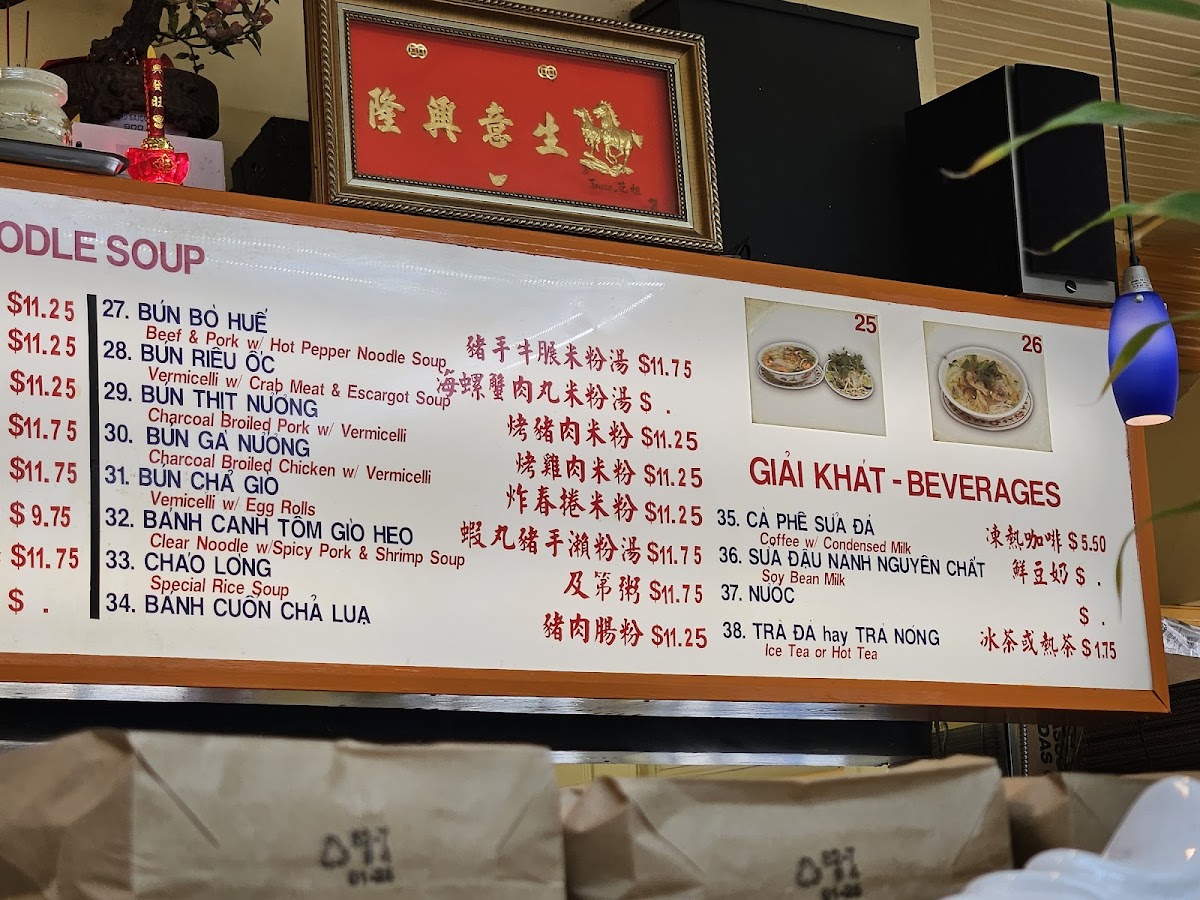 興發旺
隆興意生
ODLE SOUP
$11.25
$11.25
$11.25
$11.75
$11.75
$ 9.75
$11.75
$ .
27. BÚN BÒ HUẾ
Beef & Pork w/ Hot Pepper Noodle Soup 豬手牛脤米粉湯 $11.75
28. BÚN RIÊU ỐC
Vermicelli w/ Crab Meat & Escargot Soup 海螺蟹肉丸米粉湯 $ .
29. BÚN THỊT NƯỚNG
Charcoal Broiled Pork w/ Vermicelli 烤豬肉米粉 $11.25
30. BÚN GÀ NƯỚNG
Charcoal Broiled Chicken w/ Vermicelli 烤雞肉米粉 $11.25
31. BÚN CHẢ GIÒ
Vemicelli w/ Egg Rolls 炸春捲米粉 $11.25
32. BÁNH CANH TÔM GIÒ HEO
Clear Noodle w/Spicy Pork & Shrimp Soup 蝦丸豬手瀨粉湯 $11.75
33. CHÁO LÒNG
Special Rice Soup 及第粥 $11.75
34. BÁNH CUỐN CHẢ LỤA 豬肉腸粉 $11.25
25
26
GIẢI KHÁT - BEVERAGES
35. CÀ PHÊ SỬA ĐÁ
Coffee w/ Condensed Milk 凍熱咖啡 $ 5.50
36. SỮA ĐẬU NÀNH NGUYÊN CHẤT
Soy Bean Milk 鮮豆奶 $ .
37. NƯỚC $ .
38. TRÀ ĐÁ hay TRÀ NÓNG
Ice Tea or Hot Tea 冰茶或熱茶 $ 1.75